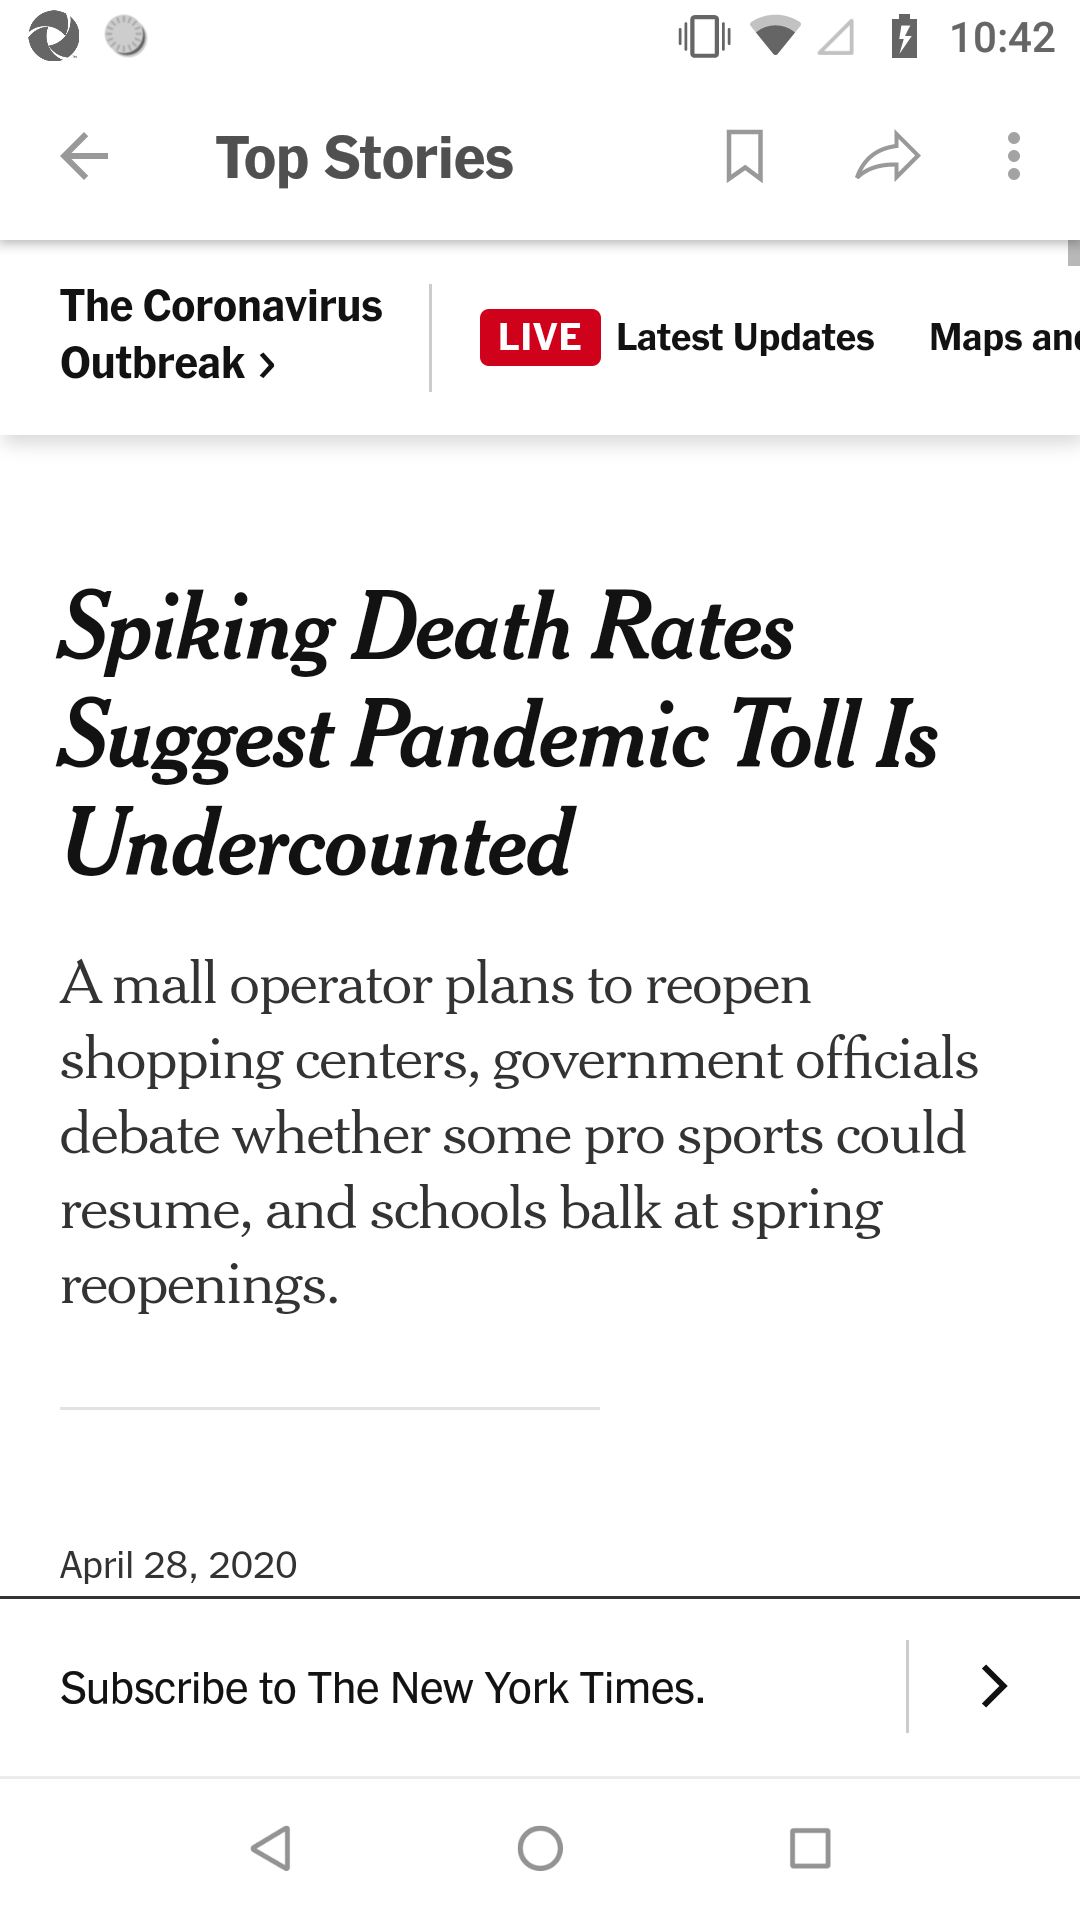 10:42
Top Stories
The Coronavirus
Outbreak >
LIVE Latest Updates Maps and
Spiking Death Rates
Suggest Pandemic Toll Is
Undercounted
A mall operator plans to reopen
shopping centers, government officials
debate whether some pro sports could
resume, and schools balk at spring
reopenings.
April 28, 2020
Subscribe to The New York Times.